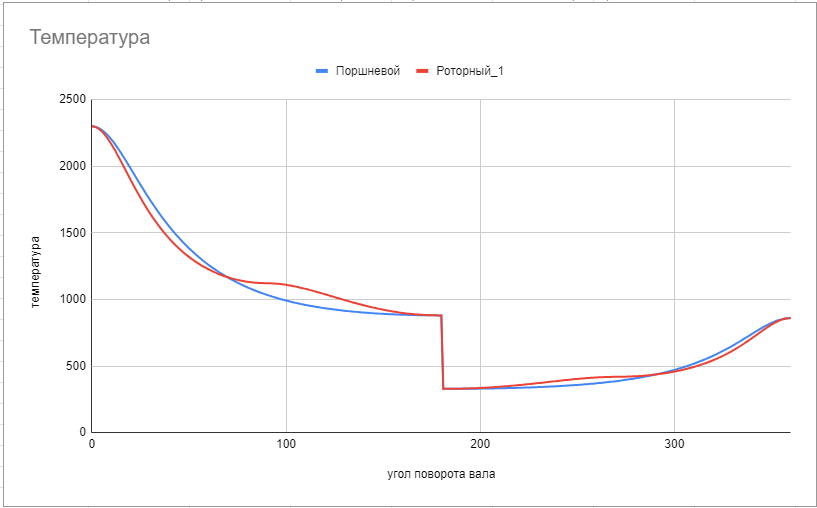 Температура
Поршневой Роторный_1
2500
2000
1500
1000
500
0
температура
0 100 200 300
угол поворота вала